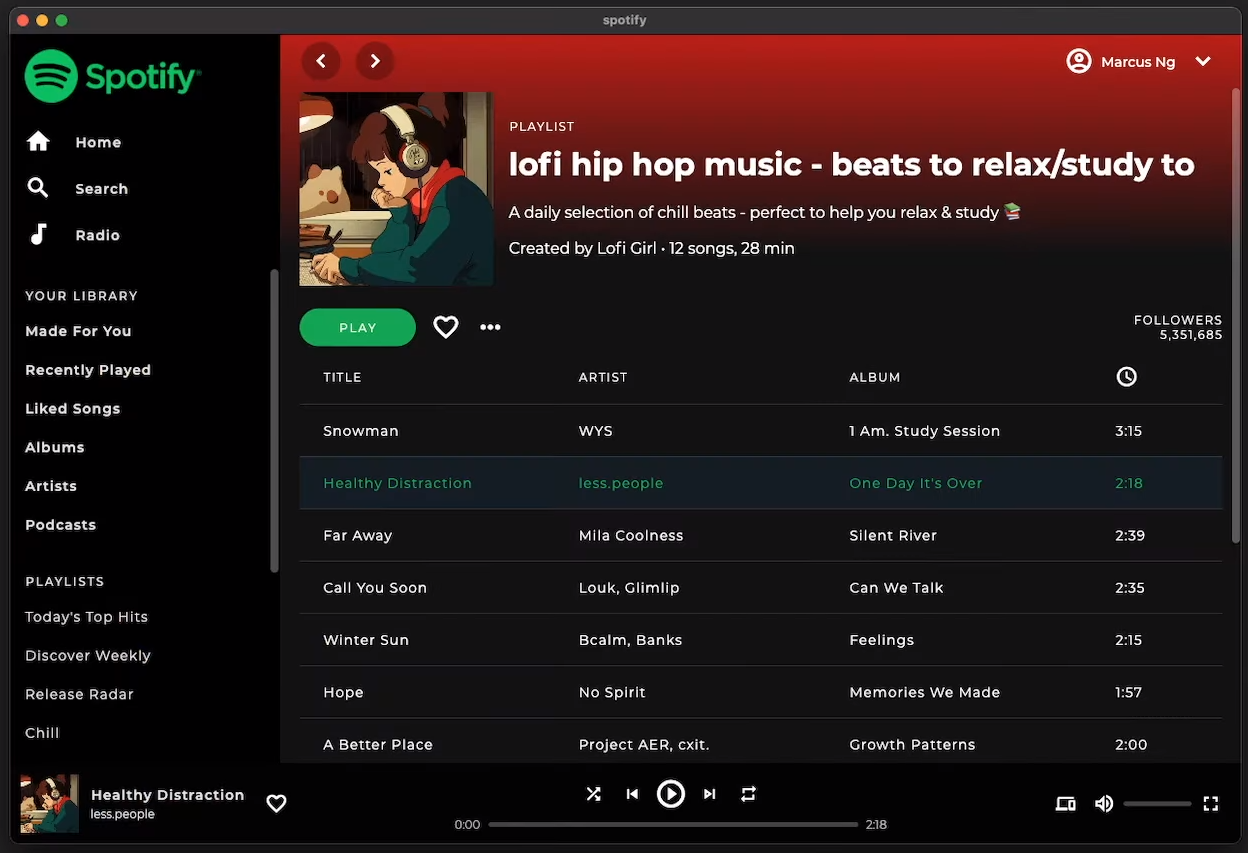 spotify
Spotify
Home
Search
Radio
YOUR LIBRARY
Made For You
Recently Played
Liked Songs
Albums
Artists
Podcasts
PLAYLISTS
Today's Top Hits
Discover Weekly
Release Radar
Chill
Marcus Ng
PLAYLIST
lofi hip hop music - beats to relax/study to
A daily selection of chill beats - perfect to help you relax & study 📚
Created by Lofi Girl • 12 songs, 28 min
PLAY
FOLLOWERS
5,351,685
TITLE ARTIST ALBUM
Snowman WYS 1 Am. Study Session 3:15
Healthy Distraction less.people One Day It's Over 2:18
Far Away Mila Coolness Silent River 2:39
Call You Soon Louk, Glimlip Can We Talk 2:35
Winter Sun Bcalm, Banks Feelings 2:15
Hope No Spirit Memories We Made 1:57
A Better Place Project AER, cxit. Growth Patterns 2:00
Healthy Distraction
less.people
0:00 2:18